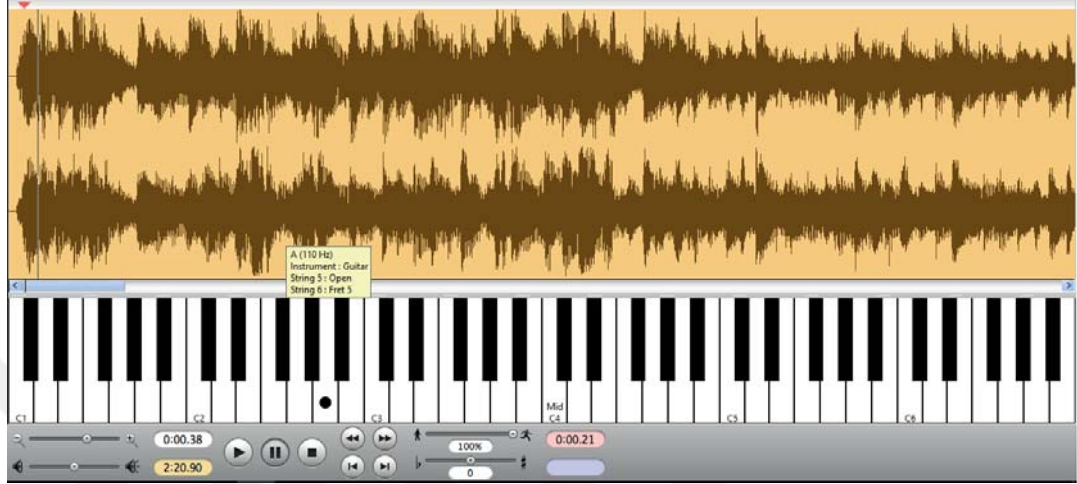 A (110 Hz)
Instrument : Guitar
String 5 : Open
String 6 : Fret 5
Mid
C1 C2 C3 C4 C5 C6
0:00.38 100% 0:00.21
2:20.90 0